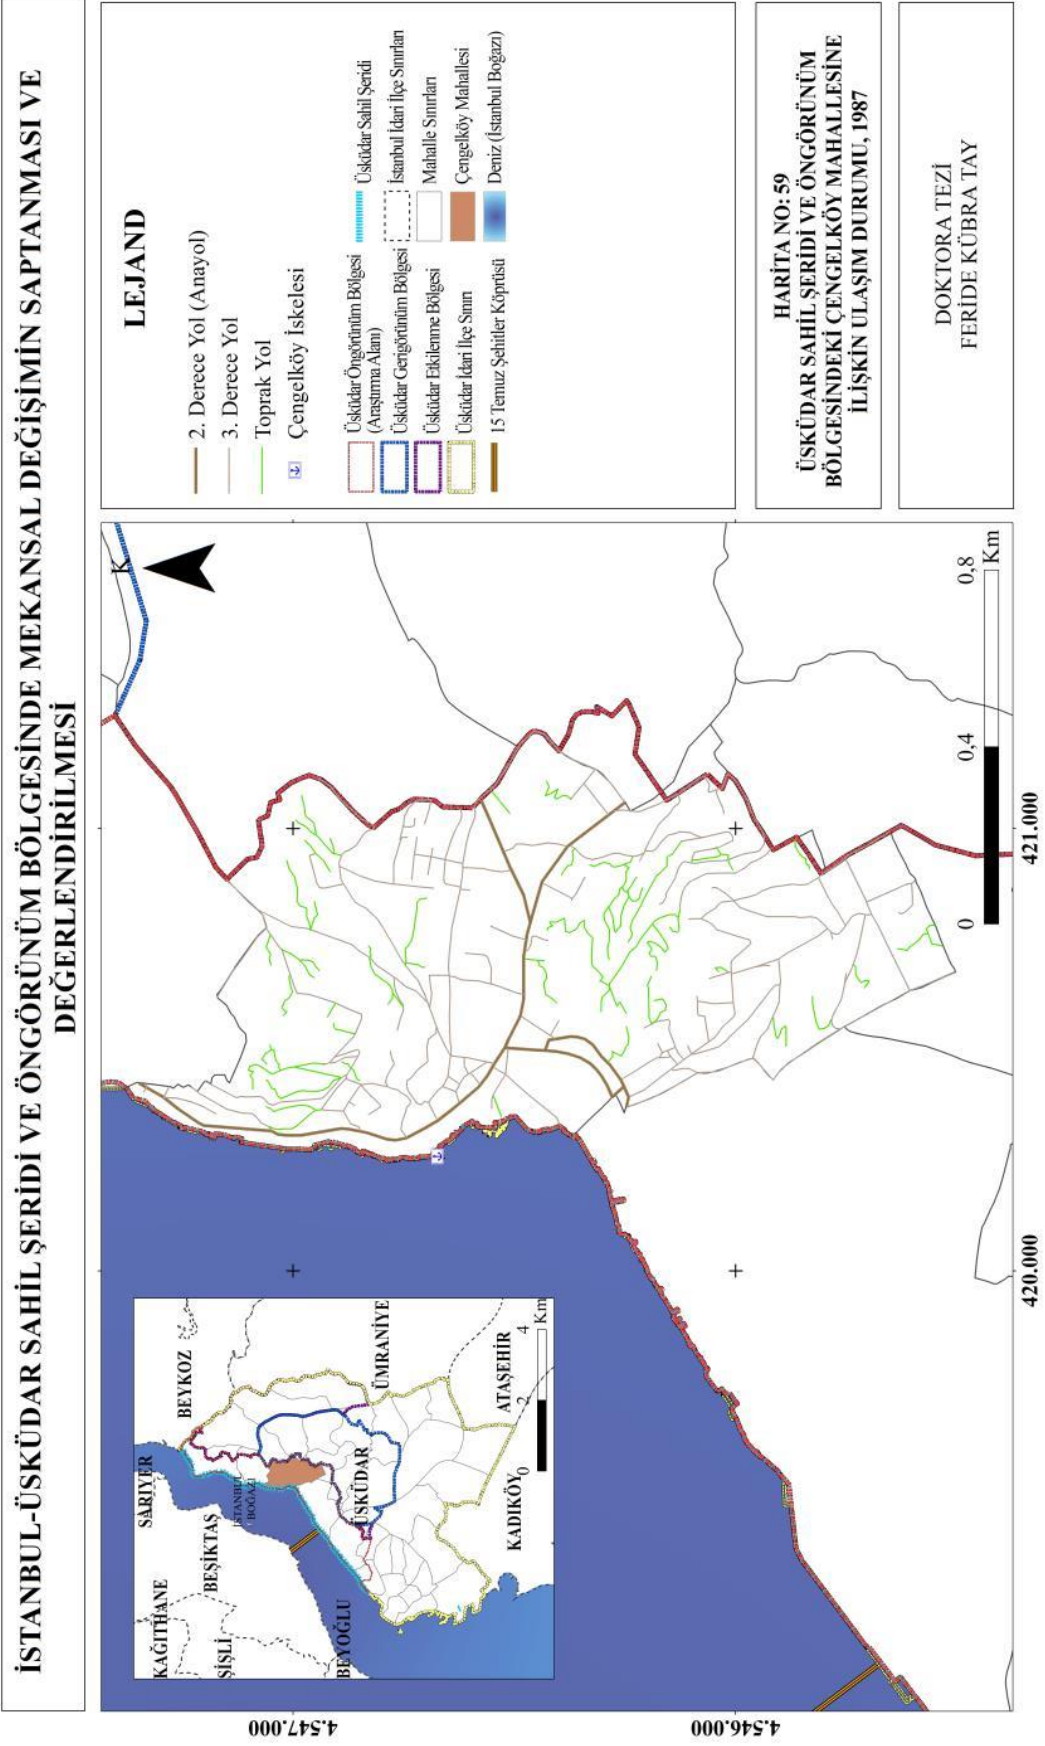 İSTANBUL-ÜSKÜDAR SAHİL ŞERİDİ VE ÖNGÖRÜNÜM BÖLGESİNDE MEKANSAL DEĞİŞİMİN SAPTANMASI VE
DEĞERLENDİRİLMESİ
4.547.000
4.546.000
420.000
421.000
K
0 0,4 0,8
Km
SARIYER
BEYKOZ
KAĞITHANE
BEŞİKTAŞ
İSTANBUL
BOĞAZI
ŞİŞLİ
ÜMRANİYE
BEYOĞLU
ÜSKÜDAR
ATAŞEHİR
KADIKÖY
0 2 4
Km
LEJAND
2. Derece Yol (Anayol)
3. Derece Yol
Toprak Yol
Çengelköy İskelesi
Üsküdar Öngörünüm Bölgesi
(Araştırma Alanı)
Üsküdar Gerigörünüm Bölgesi
Üsküdar Etkilenme Bölgesi
Üsküdar İdari İlçe Sınırı
15 Temuz Şehitler Köprüsü
Üsküdar Sahil Şeridi
İstanbul İdari İlçe Sınırları
Mahalle Sınırları
Çengelköy Mahallesi
Deniz (İstanbul Boğazı)
HARİTA NO: 59
ÜSKÜDAR SAHİL ŞERİDİ VE ÖNGÖRÜNÜM
BÖLGESİNDEKİ ÇENGELKÖY MAHALLESİNE
İLİŞKİN ULAŞIM DURUMU, 1987
DOKTORA TEZİ
FERİDE KÜBRA TAY